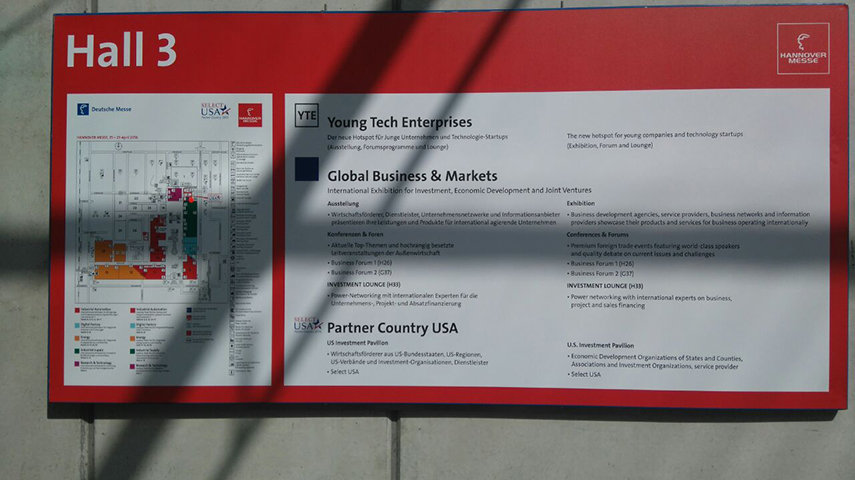 Hall 3
HANNOVER
MESSE
Deutsche Messe
SELECT
USA
HANNOVER
MESSE
YTE
Young Tech Enterprises
Der neue Hotspot für Junge Unternehmen und Technologie-Startups
(Ausstellung, Forumsprogramme und Lounge)
The new hotspot for young companies and technology startups
(Exhibition, Forum and Lounge)
Global Business & Markets
International Exhibition for Investment, Economic Development and Joint Ventures
Ausstellung
• Wirtschaftsförderer, Dienstleister, Unternehmensnetzwerke und Informationsanbieter
präsentieren ihre Leistungen und Produkte für international agierende Unternehmen
Konferenzen & Foren
• Aktuelle Top-Themen und hochrangig besetzte
Leitveranstaltungen der Außenwirtschaft
• Business Forum 1 (H26)
• Business Forum 2 (G37)
INVESTMENT LOUNGE (H33)
• Power-Networking mit internationalen Experten für die
Unternehmens-, Projekt- und Absatzfinanzierung
Exhibition
• Business development agencies, service providers, business networks and information
providers showcase their products and services for business operating internationally
Conferences & Forums
• Premium foreign trade events featuring world-class speakers
and quality debate on current issues and challenges
• Business Forum 1 (H26)
• Business Forum 2 (G37)
INVESTMENT LOUNGE (H33)
• Power networking with international experts on business,
project and sales financing
SELECT
USA
Partner Country USA
US Investment Pavilion
• Wirtschaftsförderer aus US-Bundesstaaten, US-Regionen,
US-Verbände und Investment-Organisationen, Dienstleister
• Select USA
U.S. Investment Pavilion
• Economic Development Organizations of States and Counties,
Associations and Investment Organizations, service provider
• Select USA